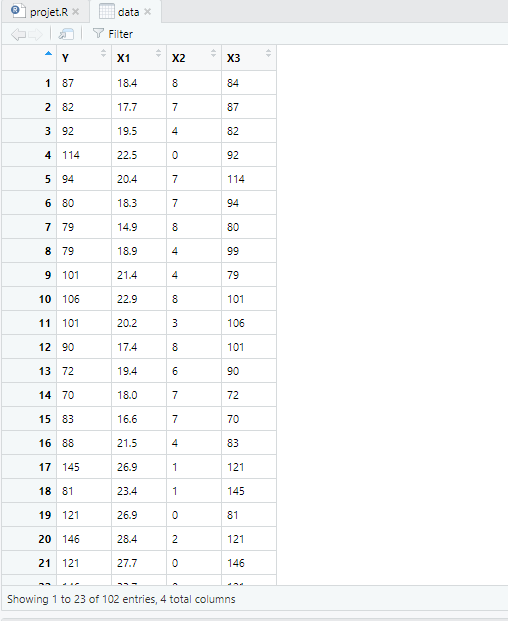 projet.R × data ×
Filter
Y X1 X2 X3
1 87 18.4 8 84
2 82 17.7 7 87
3 92 19.5 4 82
4 114 22.5 0 92
5 94 20.4 7 114
6 80 18.3 7 94
7 79 14.9 8 80
8 79 18.9 4 99
9 101 21.4 4 79
10 106 22.9 8 101
11 101 20.2 3 106
12 90 17.4 8 101
13 72 19.4 6 90
14 70 18.0 7 72
15 83 16.6 7 70
16 88 21.5 4 83
17 145 26.9 1 121
18 81 23.4 1 145
19 121 26.9 0 81
20 146 28.4 2 121
21 121 27.7 0 146
Showing 1 to 23 of 102 entries, 4 total columns